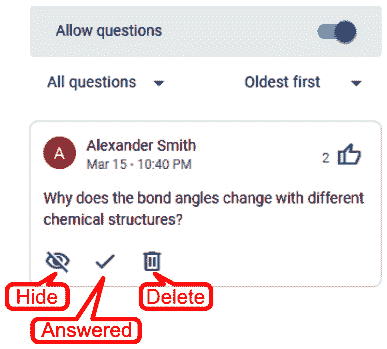 Allow questions
All questions
Oldest first
A
Alexander Smith
Mar 15 • 10:40 PM
2
Why does the bond angles change with different
chemical structures?
Hide
Answered
Delete